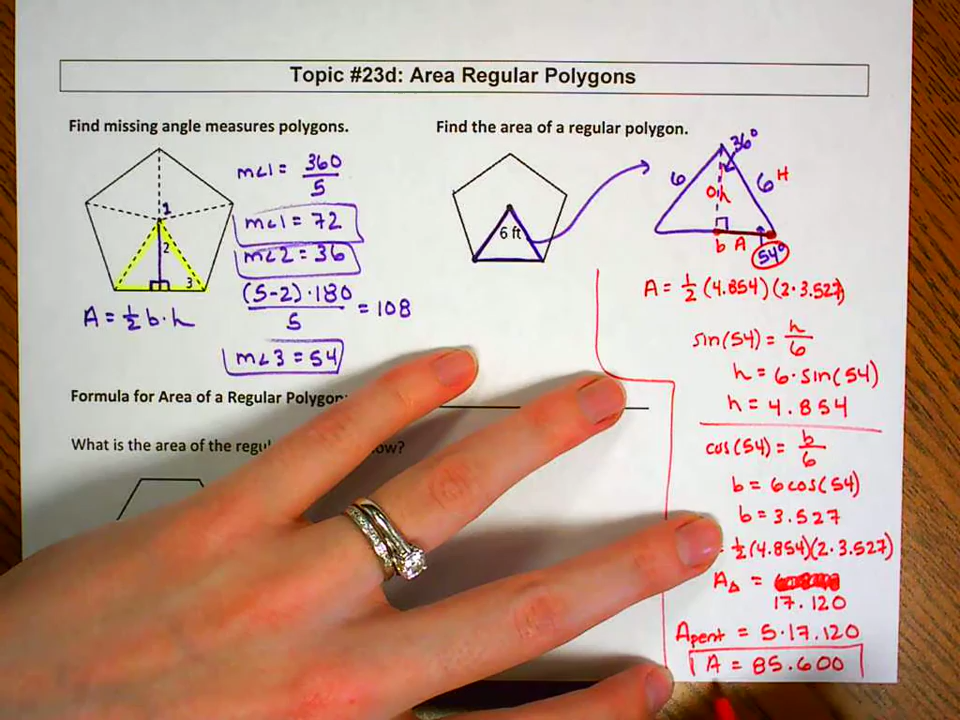 Topic #23d: Area Regular Polygons
Find missing angle measures polygons.
1
2
3
A = 1/2 b·h
m∠1 = 360/5
m∠1 = 72
m∠2 = 36
(5-2)·180/5 = 108
m∠3 = 54
Find the area of a regular polygon.
6 ft
36°
6
6 H
O h
b A
54°
A = 1/2 (4.854)(2·3.527)
sin(54) = h/6
h = 6·sin(54)
h = 4.854
cos(54) = b/6
b = 6cos(54)
b = 3.527
= 1/2 (4.854)(2·3.527)
A△ =
17.120
Apent = 5·17.120
A = 85.600
Formula for Area of a Regular Polygon
What is the area of the